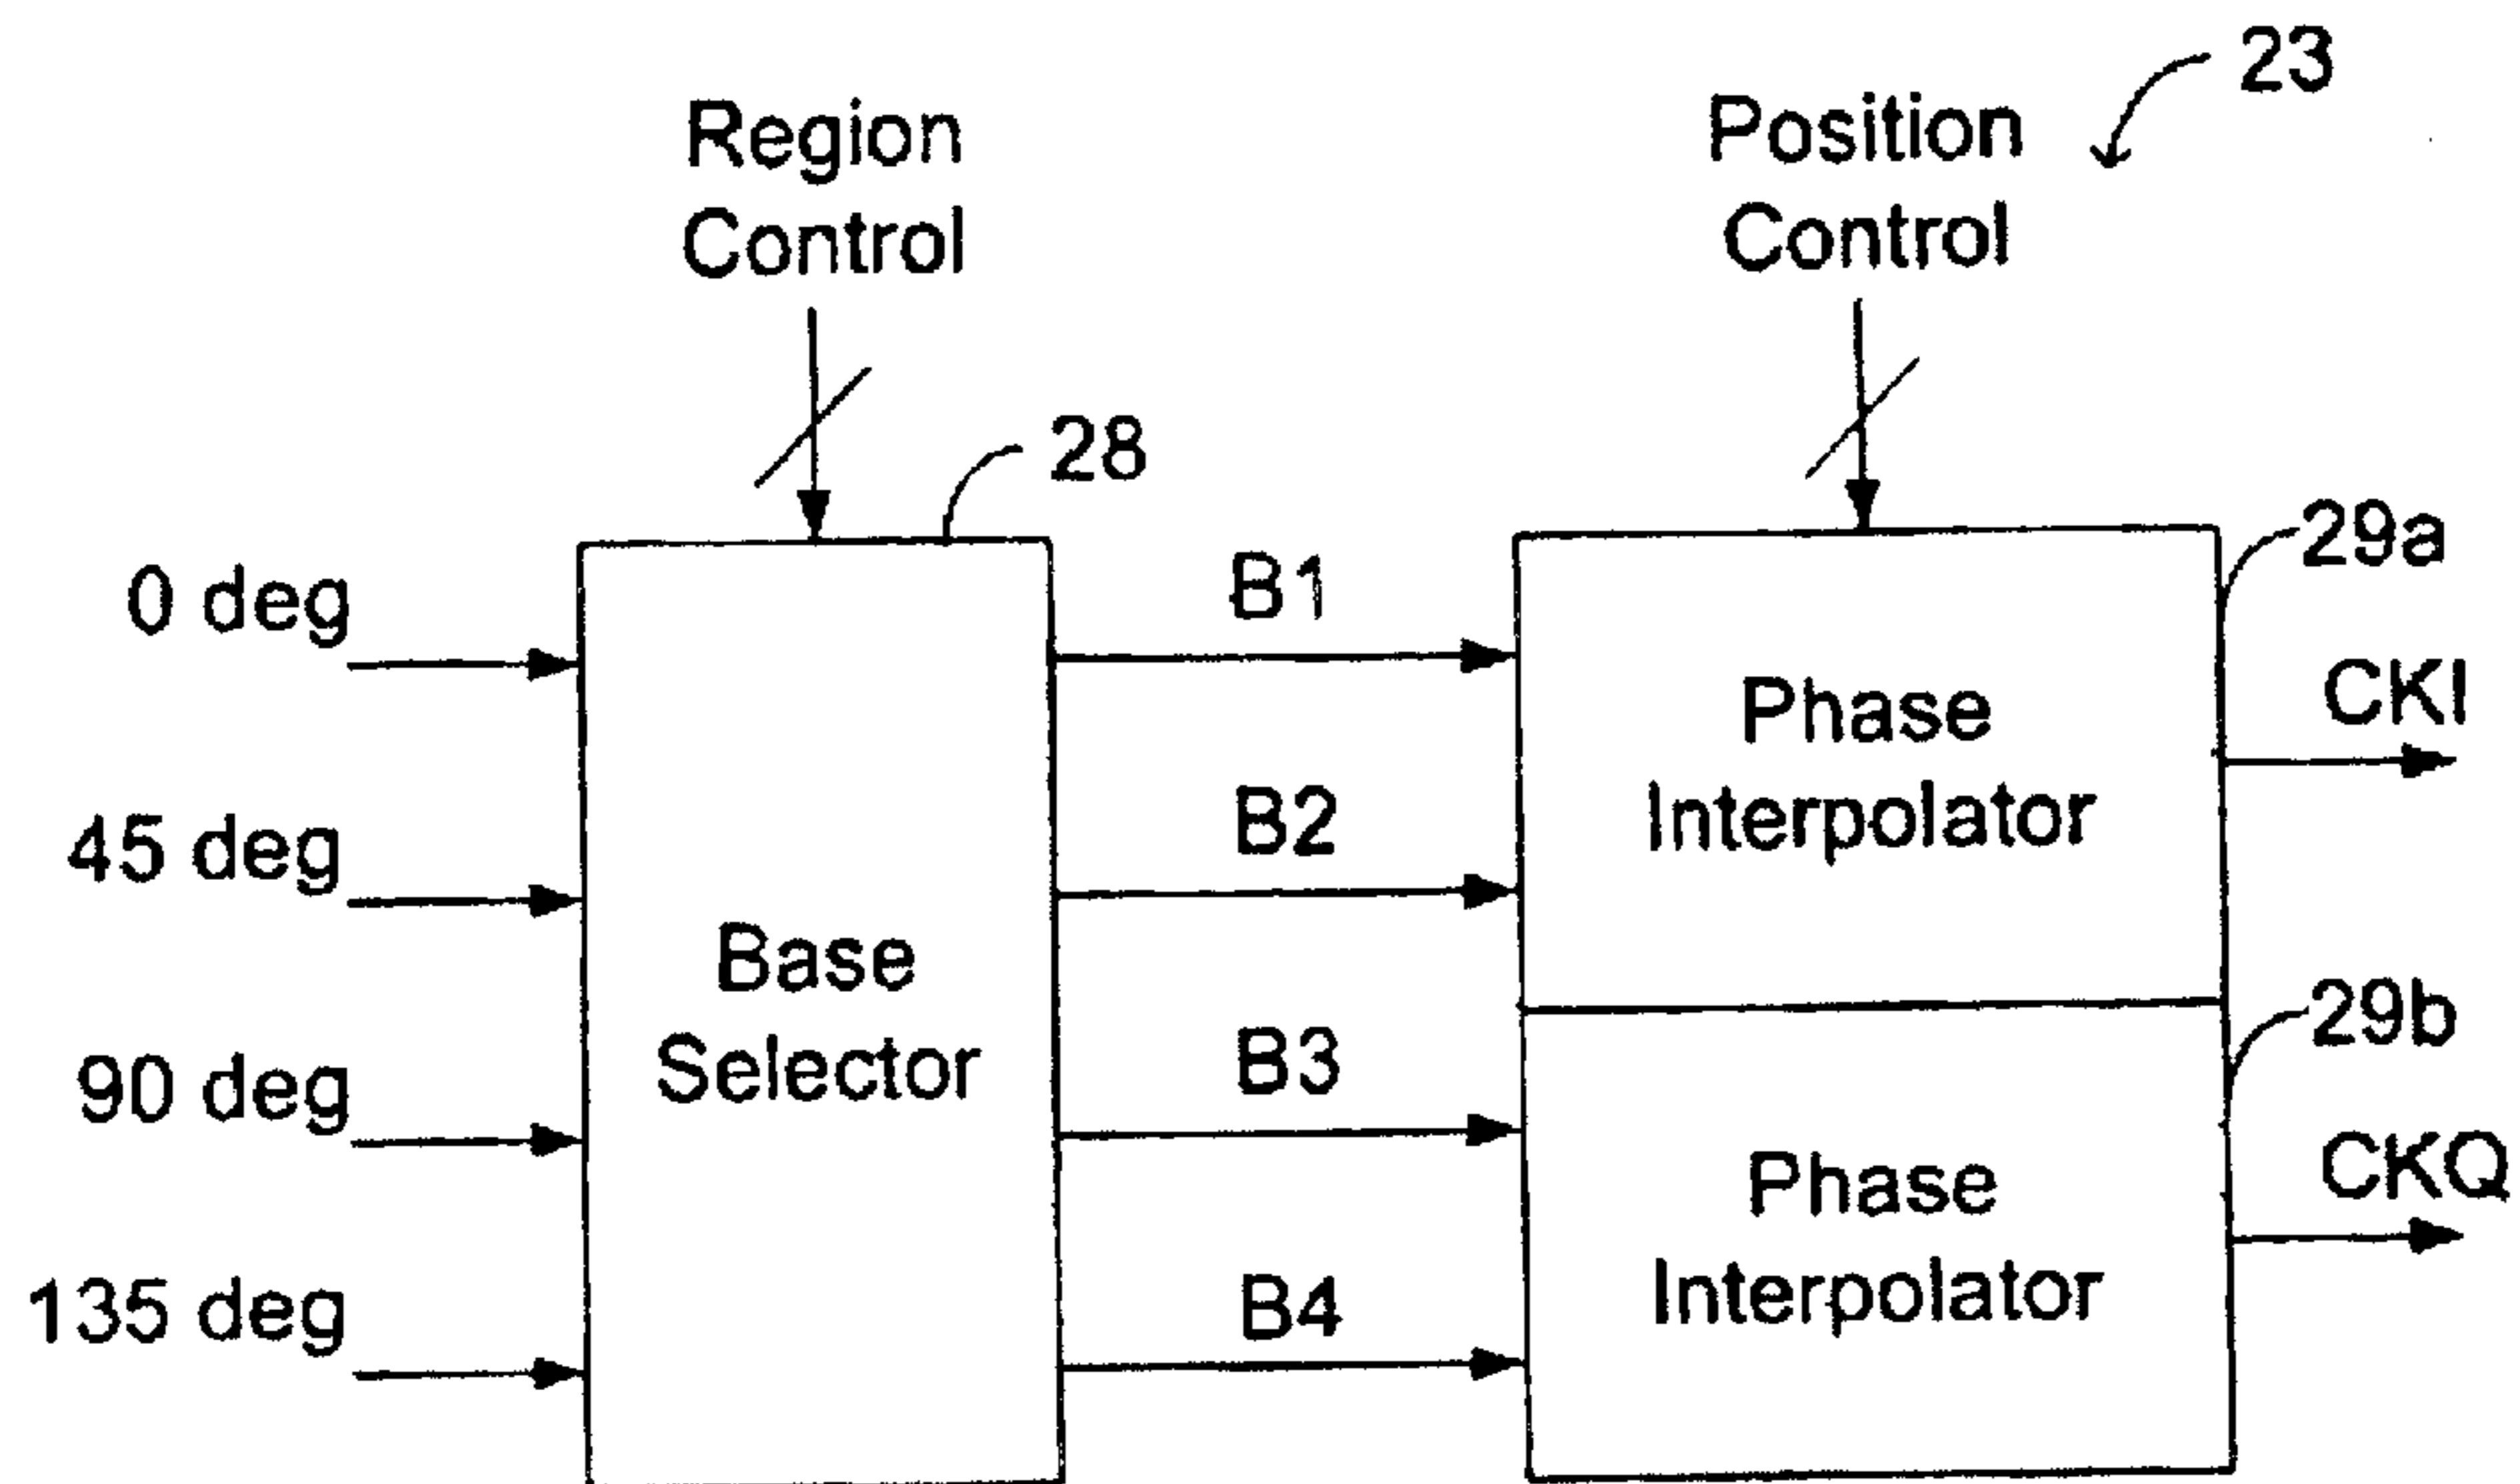 23
Region
Control
Position
Control
28
29a
0 deg
B1
CKI
Phase
Interpolator
45 deg
B2
Base
Selector
29b
90 deg
B3
CKQ
Phase
Interpolator
135 deg
B4